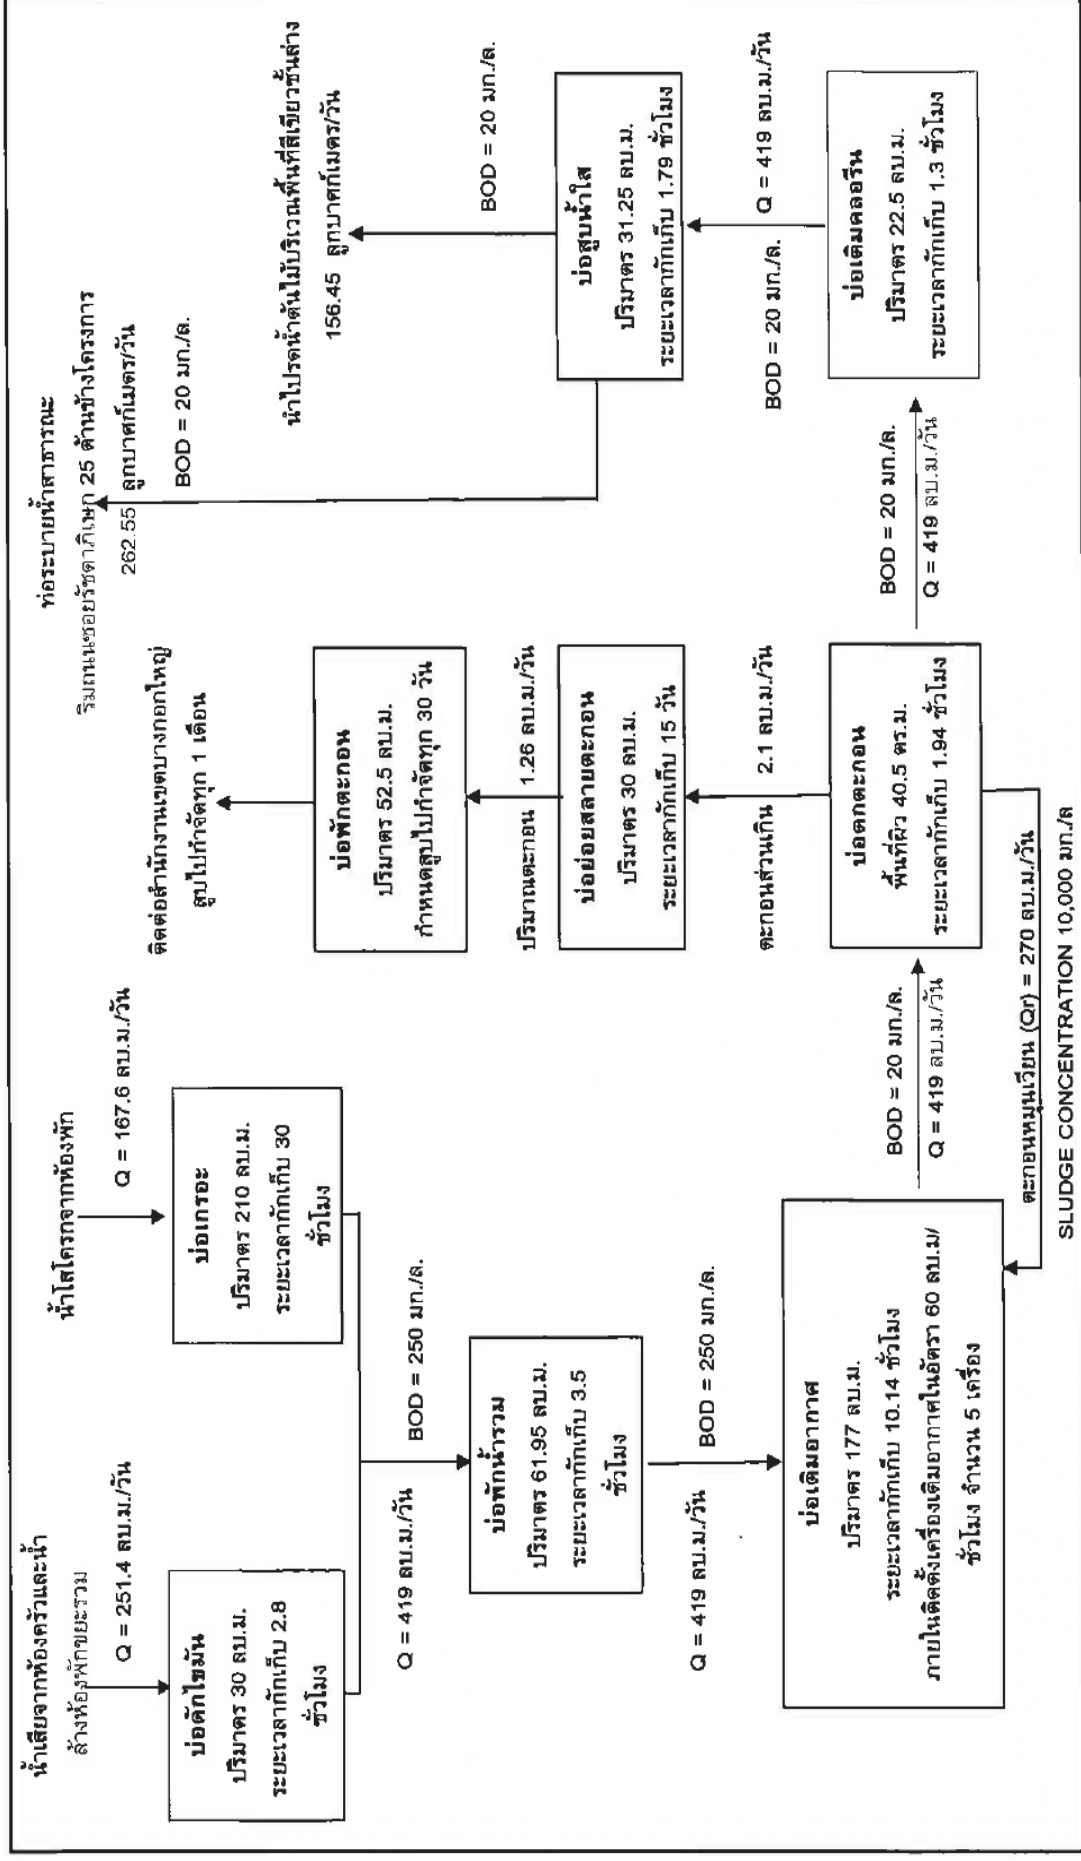 น้ำเสียจากห้องครัวและน้ำ
ล้างห้องพักขยะรวม
Q = 251.4 ลบ.ม./วัน
บ่อดักไขมัน
ปริมาตร 30 ลบ.ม.
ระยะเวลากักเก็บ 2.8
ชั่วโมง
น้ำโสโครกจากห้องพัก
Q = 167.6 ลบ.ม./วัน
บ่อเกรอะ
ปริมาตร 210 ลบ.ม.
ระยะเวลากักเก็บ 30
ชั่วโมง
Q = 419 ลบ.ม./วัน
BOD = 250 มก./ล.
บ่อพักน้ำรวม
ปริมาตร 61.95 ลบ.ม.
ระยะเวลากักเก็บ 3.5
ชั่วโมง
Q = 419 ลบ.ม./วัน
BOD = 250 มก./ล.
บ่อเติมอากาศ
ปริมาตร 177 ลบ.ม.
ระยะเวลากักเก็บ 10.14 ชั่วโมง
ภายในติดตั้งเครื่องเติมอากาศในอัตรา 60 ลบ.ม/
ชั่วโมง จำนวน 5 เครื่อง
BOD = 20 มก./ล.
Q = 419 ลบ.ม./วัน
ตะกอนหมุนเวียน (Qr) = 270 ลบ.ม./วัน
SLUDGE CONCENTRATION 10,000 มก./ล
ติดต่อสำนักงานเขตบางกอกใหญ่
สูบไปกำจัดทุก 1 เดือน
บ่อพักตะกอน
ปริมาตร 52.5 ลบ.ม.
กำหนดสูบไปกำจัดทุก 30 วัน
ปริมาณตะกอน 1.26 ลบ.ม./วัน
บ่อย่อยสลายตะกอน
ปริมาตร 30 ลบ.ม.
ระยะเวลากักเก็บ 15 วัน
ตะกอนส่วนเกิน 2.1 ลบ.ม./วัน
บ่อตกตะกอน
พื้นที่ผิว 40.5 ตร.ม.
ระยะเวลากักเก็บ 1.94 ชั่วโมง
BOD = 20 มก./ล.
Q = 419 ลบ.ม./วัน
ท่อระบายน้ำสาธารณะ
ริมถนนซอยรัชดาภิเษก 25 ด้านข้างโครงการ
262.55 ลูกบาศก์เมตร/วัน
BOD = 20 มก./ล.
นำไปรดน้ำต้นไม้บริเวณพื้นที่สีเขียวชั้นล่าง
156.45 ลูกบาศก์เมตร/วัน
BOD = 20 มก./ล.
บ่อสูบน้ำใส
ปริมาตร 31.25 ลบ.ม.
ระยะเวลากักเก็บ 1.79 ชั่วโมง
BOD = 20 มก./ล.
Q = 419 ลบ.ม./วัน
บ่อเติมคลอรีน
ปริมาตร 22.5 ลบ.ม.
ระยะเวลากักเก็บ 1.3 ชั่วโมง